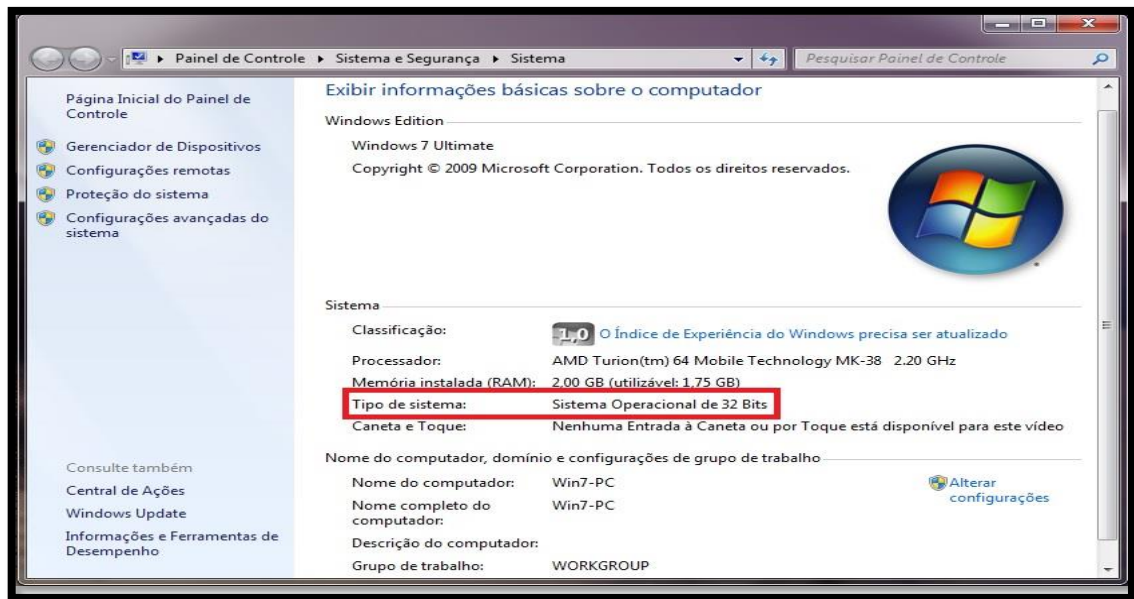 Painel de Controle ▸ Sistema e Segurança ▸ Sistema
Pesquisar Painel de Controle
Página Inicial do Painel de
Controle
Gerenciador de Dispositivos
Configurações remotas
Proteção do sistema
Configurações avançadas do
sistema
Consulte também
Central de Ações
Windows Update
Informações e Ferramentas de
Desempenho
Exibir informações básicas sobre o computador
Windows Edition
Windows 7 Ultimate
Copyright © 2009 Microsoft Corporation. Todos os direitos reservados.
Sistema
Classificação: 1,0 O Índice de Experiência do Windows precisa ser atualizado
Processador: AMD Turion(tm) 64 Mobile Technology MK-38 2.20 GHz
Memória instalada (RAM): 2,00 GB (utilizável: 1,75 GB)
Tipo de sistema: Sistema Operacional de 32 Bits
Caneta e Toque: Nenhuma Entrada à Caneta ou por Toque está disponível para este vídeo
Nome do computador, domínio e configurações de grupo de trabalho
Nome do computador: Win7-PC
Alterar
configurações
Nome completo do
computador: Win7-PC
Descrição do computador:
Grupo de trabalho: WORKGROUP